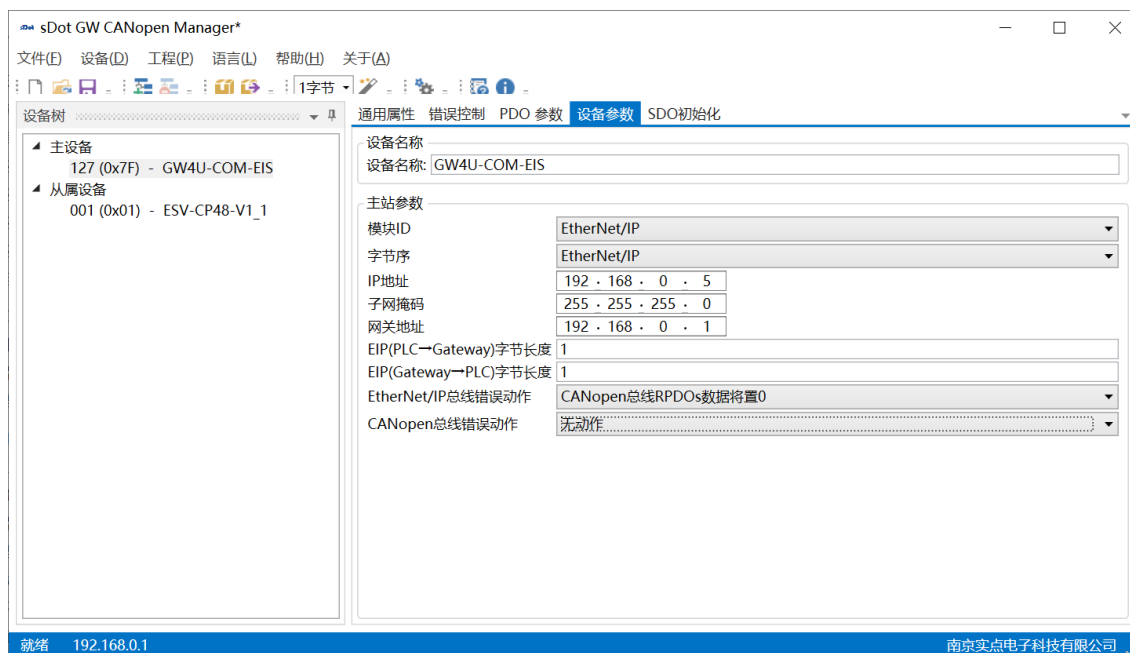 sDot GW CANopen Manager*
文件(F) 设备(D) 工程(P) 语言(L) 帮助(H) 关于(A)
1字节
设备树
通用属性 错误控制 PDO 参数 设备参数 SDO初始化
主设备
127 (0x7F) - GW4U-COM-EIS
从属设备
001 (0x01) - ESV-CP48-V1_1
设备名称
设备名称: GW4U-COM-EIS
主站参数
模块ID EtherNet/IP
字节序 EtherNet/IP
IP地址 192 . 168 . 0 . 5
子网掩码 255 . 255 . 255 . 0
网关地址 192 . 168 . 0 . 1
EIP(PLC→Gateway)字节长度 1
EIP(Gateway→PLC)字节长度 1
EtherNet/IP总线错误动作 CANopen总线RPDOs数据将置0
CANopen总线错误动作 无动作
就绪 192.168.0.1 南京实点电子科技有限公司